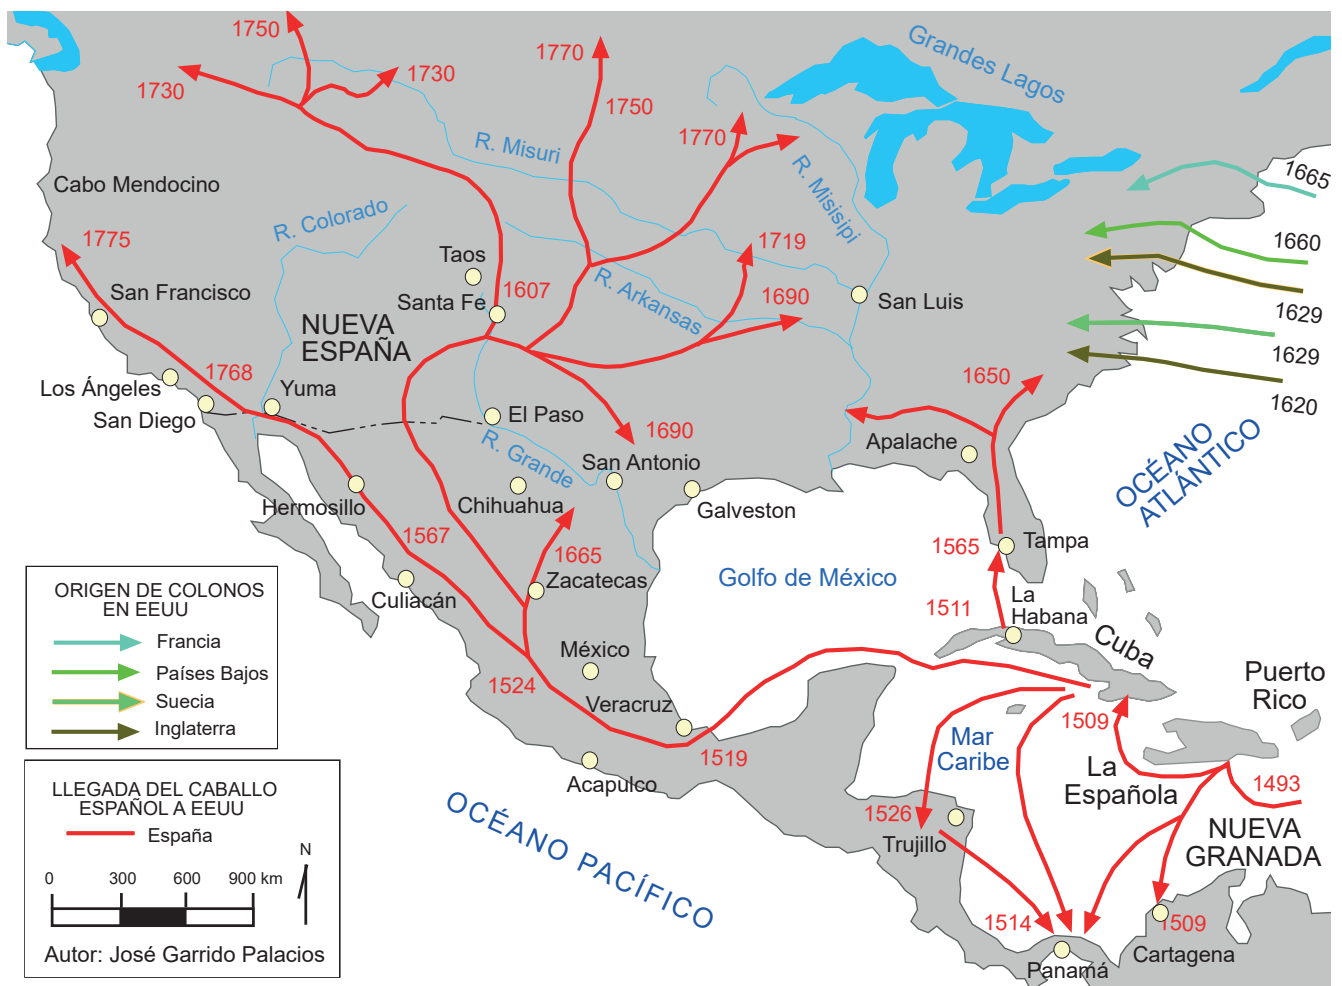 1750
1770
Grandes Lagos
1730
1730
1750
1770
R. Misuri
R. Misisipi
1665
Cabo Mendocino
R. Colorado
1775
Taos
1719
1660
San Francisco
Santa Fe
1607
R. Arkansas
1690
San Luis
NUEVA
ESPAÑA
1629
1629
Los Ángeles
1768
Yuma
1650
1620
San Diego
El Paso
1690
Apalache
OCÉANO
ATLÁNTICO
R. Grande
San Antonio
Hermosillo
Chihuahua
Galveston
1567
1665
1565
Tampa
Zacatecas
Golfo de México
Culiacán
1511
La
Habana
Cuba
México
1524
Veracruz
Puerto
Rico
1509
1519
Mar
Caribe
La
Española
Acapulco
1493
OCÉANO PACÍFICO
1526
Trujillo
NUEVA
GRANADA
1514
1509
Panamá
Cartagena
ORIGEN DE COLONOS
EN EEUU
Francia
Países Bajos
Suecia
Inglaterra
LLEGADA DEL CABALLO
ESPAÑOL A EEUU
España
N
0 300 600 900 km
Autor: José Garrido Palacios